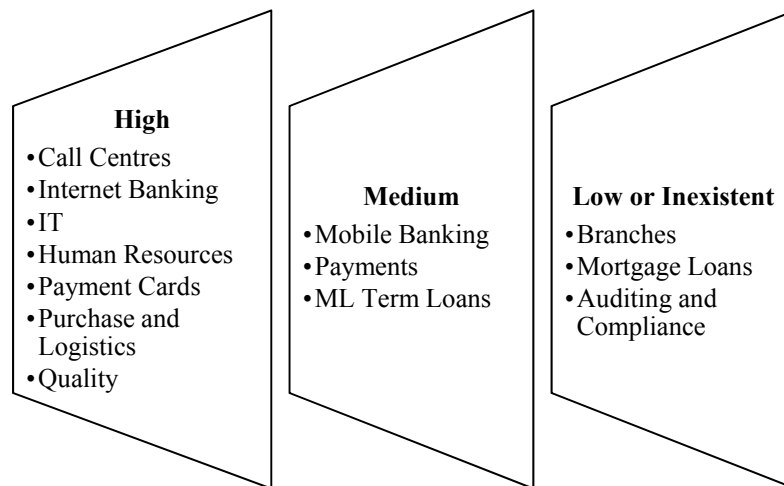 High
•Call Centres
•Internet Banking
•IT
•Human Resources
•Payment Cards
•Purchase and
Logistics
•Quality
Medium
•Mobile Banking
•Payments
•ML Term Loans
Low or Inexistent
•Branches
•Mortgage Loans
•Auditing and
Compliance